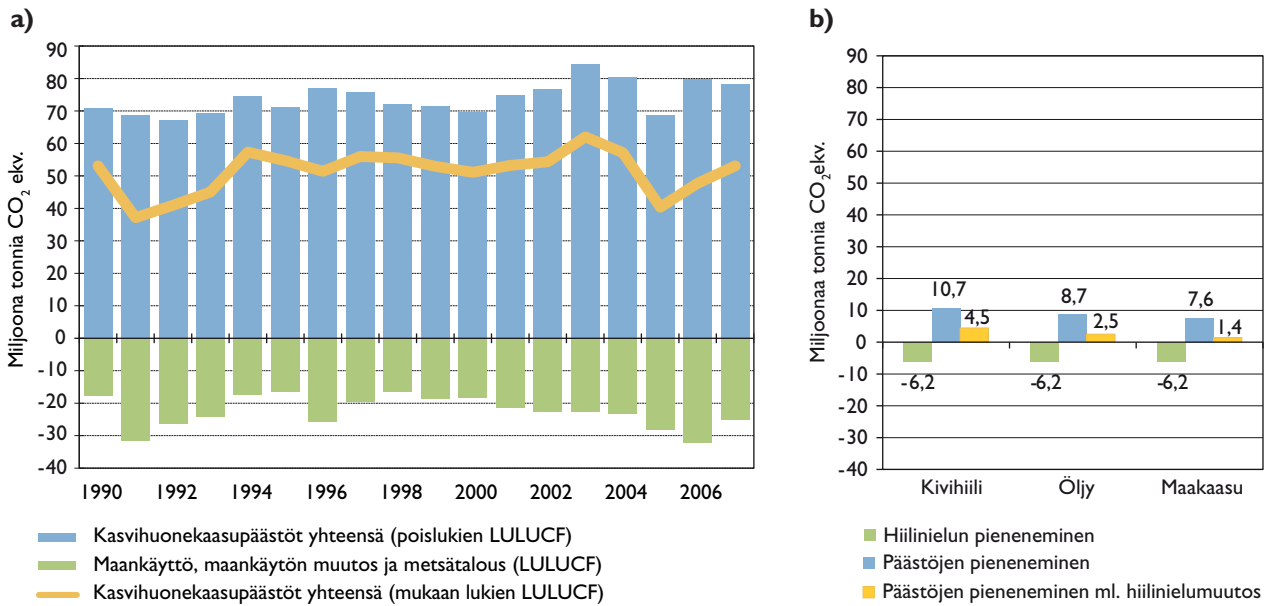 a)
Miljoona tonnia CO2 ekv.
90
80
70
60
50
40
30
20
10
0
-10
-20
-30
-40
1990 1992 1994 1996 1998 2000 2002 2004 2006
Kasvihuonekaasupäästöt yhteensä (poislukien LULUCF)
Maankäyttö, maankäytön muutos ja metsätalous (LULUCF)
Kasvihuonekaasupäästöt yhteensä (mukaan lukien LULUCF)
b)
Miljoonaa tonnia CO2ekv.
90
80
70
60
50
40
30
20
10
0
-10
-20
-30
-40
10,7 4,5 -6,2
8,7 2,5 -6,2
7,6 1,4 -6,2
Kivihiili Öljy Maakaasu
Hiilinielun pieneneminen
Päästöjen pieneneminen
Päästöjen pieneneminen ml. hiilinielumuutos